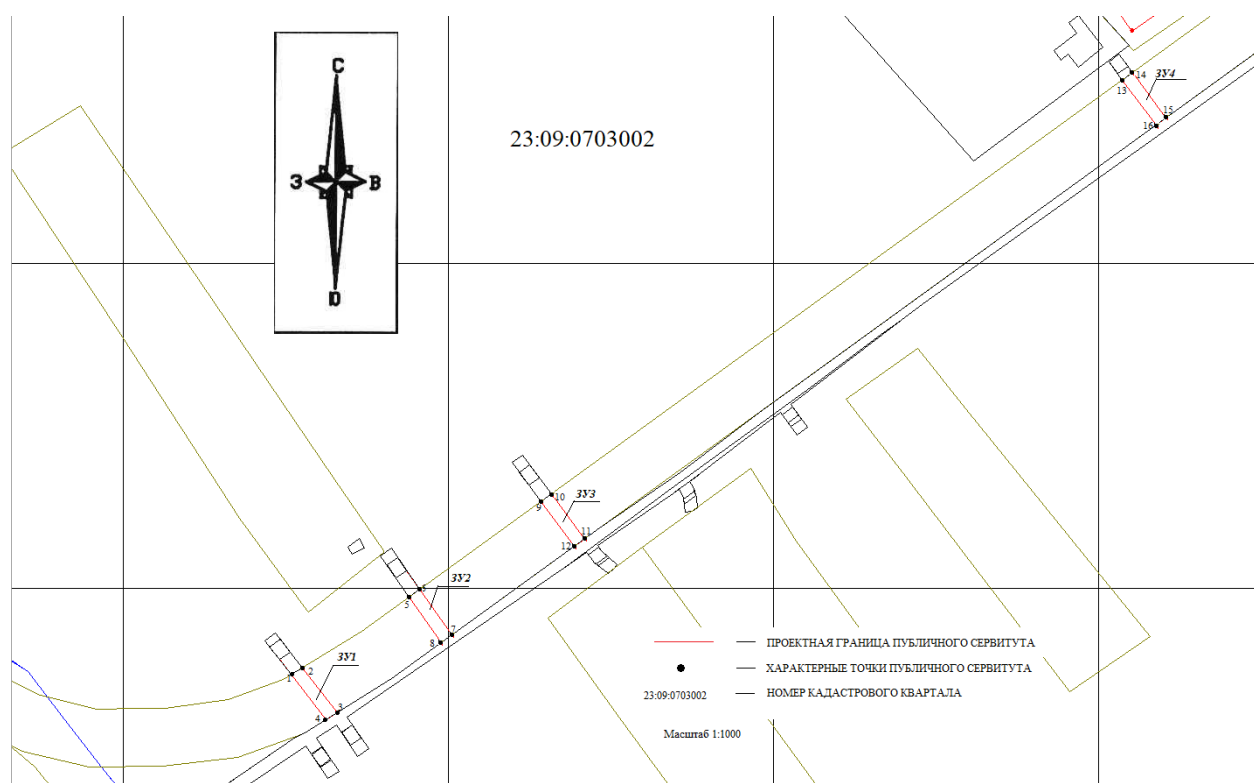 С
З
В
Ю
23:09:0703002
13
14
ЗУ4
15
16
9
10
ЗУ3
11
12
5
ЗУ2
7
8
1
2
ЗУ1
3
4
ПРОЕКТНАЯ ГРАНИЦА ПУБЛИЧНОГО СЕРВИТУТА
ХАРАКТЕРНЫЕ ТОЧКИ ПУБЛИЧНОГО СЕРВИТУТА
23:09:0703002 — НОМЕР КАДАСТРОВОГО КВАРТАЛА
Масштаб 1:1000